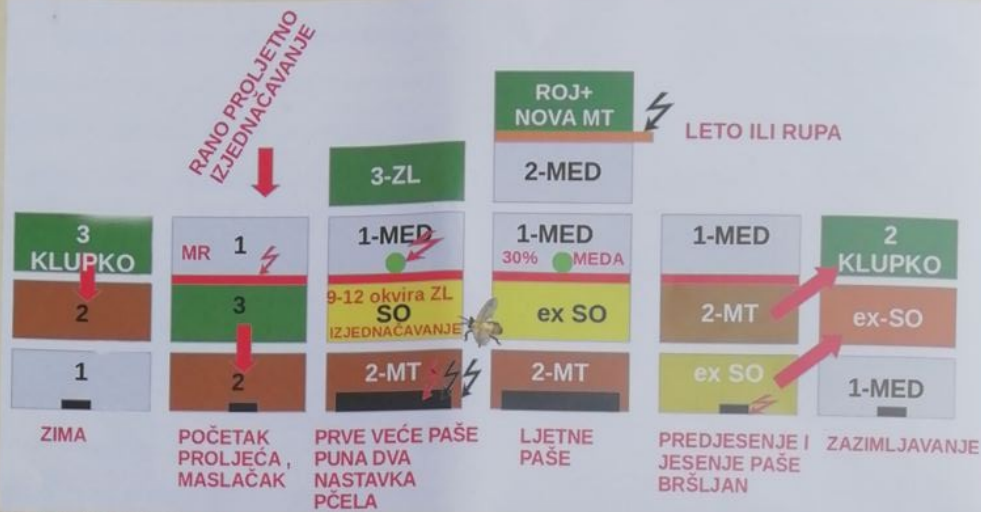 RANO PROLJETNO
IZJEDNAČAVANJE
3
KLUPKO
2
1
ZIMA
MR 1
3
2
POČETAK
PROLJEĆA ,
MASLAČAK
3-ZL
1-MED
9-12 okvira ZL
SO
IZJEDNAČAVANJE
2-MT
PRVE VEĆE PAŠE
PUNA DVA
NASTAVKA
PČELA
ROJ+
NOVA MT
LETO ILI RUPA
2-MED
1-MED
30% MEDA
ex SO
2-MT
LJETNE
PAŠE
1-MED
2-MT
ex SO
PREDJESENJE I
JESENJE PAŠE
BRŠLJAN
2
KLUPKO
ex-SO
1-MED
ZAZIMLJAVANJE